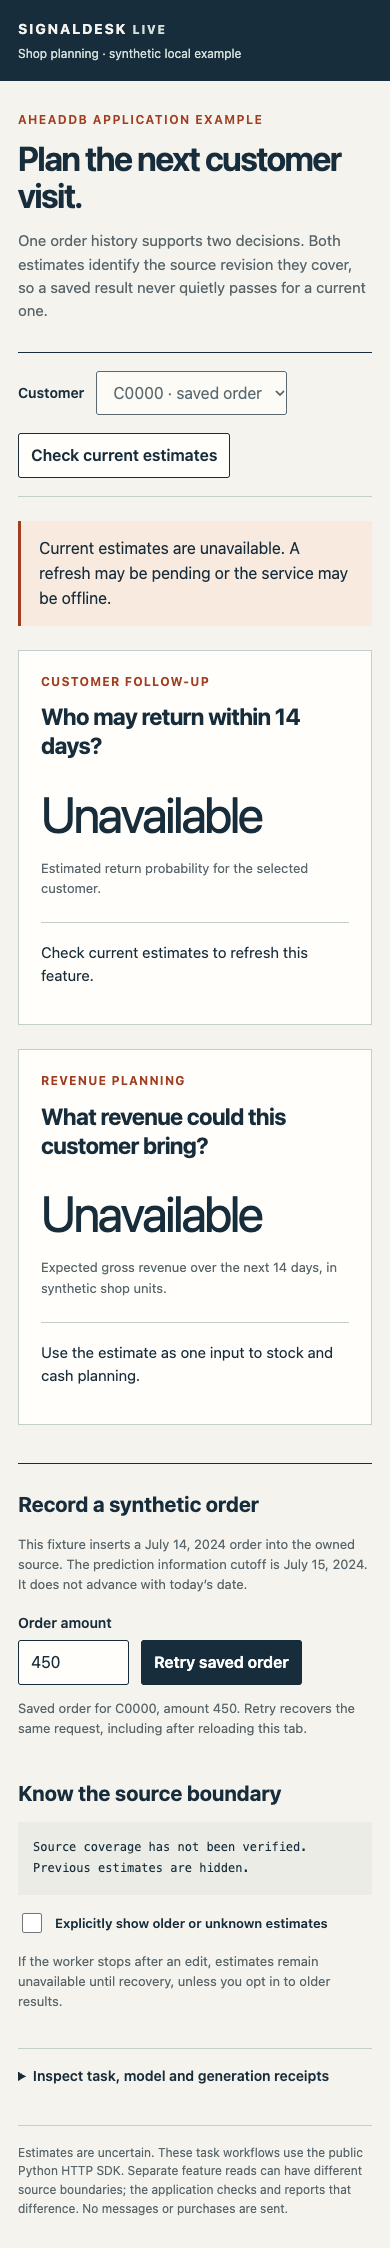 SIGNALDESK LIVE
Shop planning · synthetic local example
AHEADDB APPLICATION EXAMPLE
Plan the next customer
visit.
One order history supports two decisions. Both
estimates identify the source revision they cover,
so a saved result never quietly passes for a current
one.
Customer C0000 · saved order
Check current estimates
Current estimates are unavailable. A
refresh may be pending or the service may
be offline.
CUSTOMER FOLLOW-UP
Who may return within 14
days?
Unavailable
Estimated return probability for the selected
customer.
Check current estimates to refresh this
feature.
REVENUE PLANNING
What revenue could this
customer bring?
Unavailable
Expected gross revenue over the next 14 days, in
synthetic shop units.
Use the estimate as one input to stock and
cash planning.
Record a synthetic order
This fixture inserts a July 14, 2024 order into the owned
source. The prediction information cutoff is July 15, 2024.
It does not advance with today’s date.
Order amount
450 Retry saved order
Saved order for C0000, amount 450. Retry recovers the
same request, including after reloading this tab.
Know the source boundary
Source coverage has not been verified.
Previous estimates are hidden.
Explicitly show older or unknown estimates
If the worker stops after an edit, estimates remain
unavailable until recovery, unless you opt in to older
results.
Inspect task, model and generation receipts
Estimates are uncertain. These task workflows use the public
Python HTTP SDK. Separate feature reads can have different
source boundaries; the application checks and reports that
difference. No messages or purchases are sent.